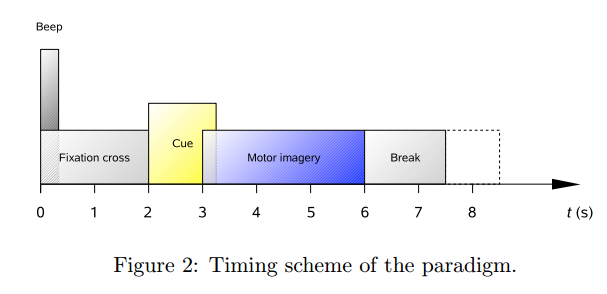 Beep
Cue
Fixation cross
Motor imagery
Break
0 1 2 3 4 5 6 7 8 t (s)
Figure 2: Timing scheme of the paradigm.